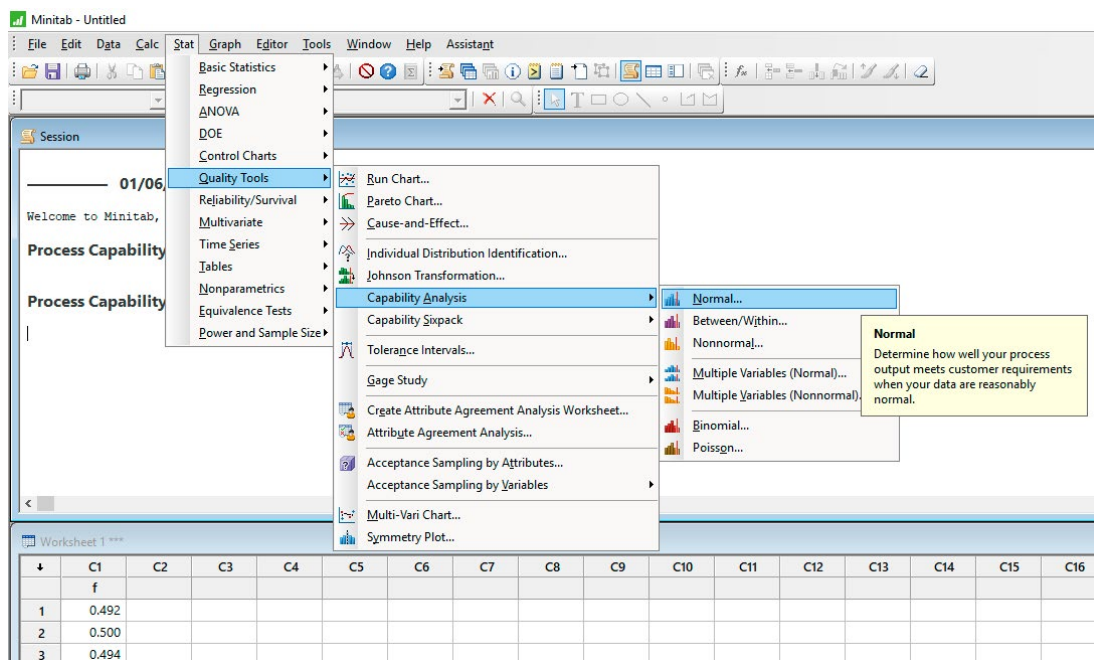 Minitab - Untitled
File Edit Data Calc Stat Graph Editor Tools Window Help Assistant
Session
01/06/
Welcome to Minitab,
Process Capability
Process Capability
Basic Statistics
Regression
ANOVA
DOE
Control Charts
Quality Tools
Reliability/Survival
Multivariate
Time Series
Tables
Nonparametrics
Equivalence Tests
Power and Sample Size
Run Chart...
Pareto Chart...
Cause-and-Effect...
Individual Distribution Identification...
Johnson Transformation...
Capability Analysis
Capability Sixpack
Tolerance Intervals...
Gage Study
Create Attribute Agreement Analysis Worksheet...
Attribute Agreement Analysis...
Acceptance Sampling by Attributes...
Acceptance Sampling by Variables
Multi-Vari Chart...
Symmetry Plot...
Normal...
Between/Within...
Nonnormal...
Multiple Variables (Normal)...
Multiple Variables (Nonnormal).
Binomial...
Poisson...
Normal
Determine how well your process
output meets customer requirements
when your data are reasonably
normal.
Worksheet 1 ***
C1 C2 C3 C4 C5 C6 C7 C8 C9 C10 C11 C12 C13 C14 C15 C16
f
1 0.492
2 0.500
3 0.494